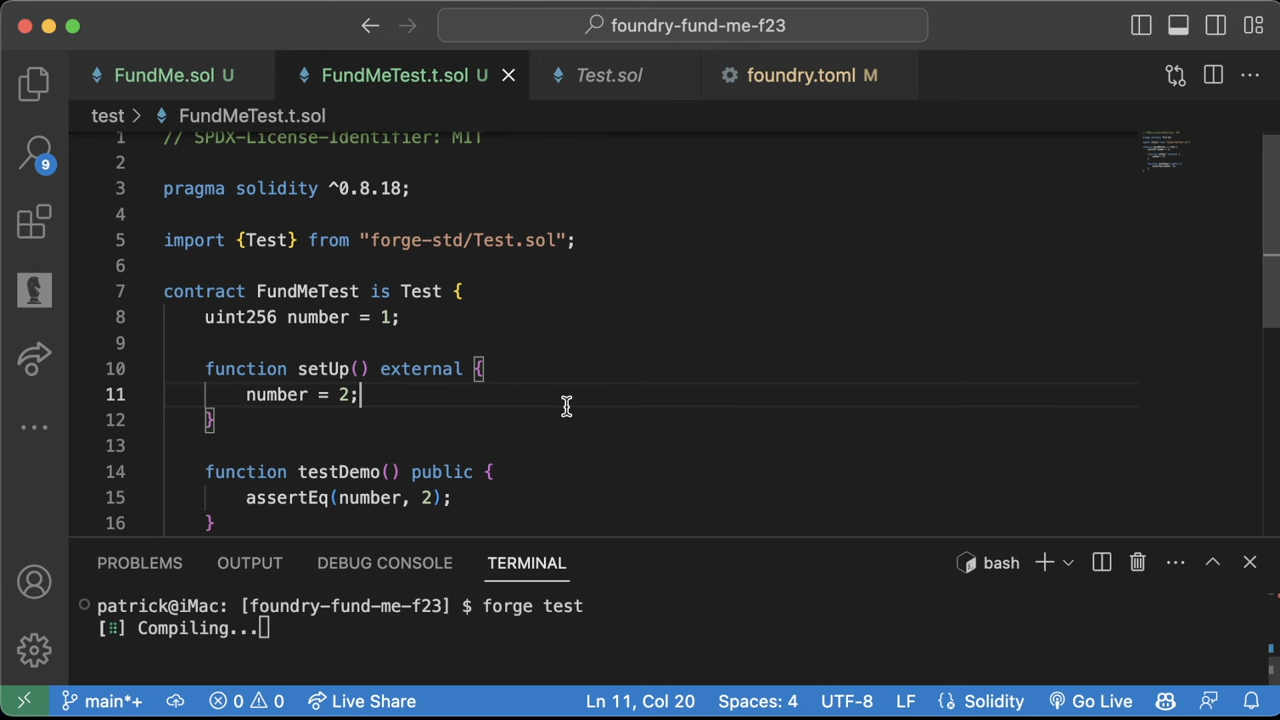 foundry-fund-me-f23
FundMe.sol U
FundMeTest.t.sol U
Test.sol
foundry.toml M
test > FundMeTest.t.sol
9
1 // SPDX-License-Identifier: MIT
2
3 pragma solidity ^0.8.18;
4
5 import {Test} from "forge-std/Test.sol";
6
7 contract FundMeTest is Test {
8 uint256 number = 1;
9
10 function setUp() external {
11 number = 2;
12 }
13
14 function testDemo() public {
15 assertEq(number, 2);
16 }
PROBLEMS OUTPUT DEBUG CONSOLE TERMINAL bash
patrick@iMac: [foundry-fund-me-f23] $ forge test
[⠿] Compiling...
main*+ 0 0 Live Share Ln 11, Col 20 Spaces: 4 UTF-8 LF {} Solidity Go Live